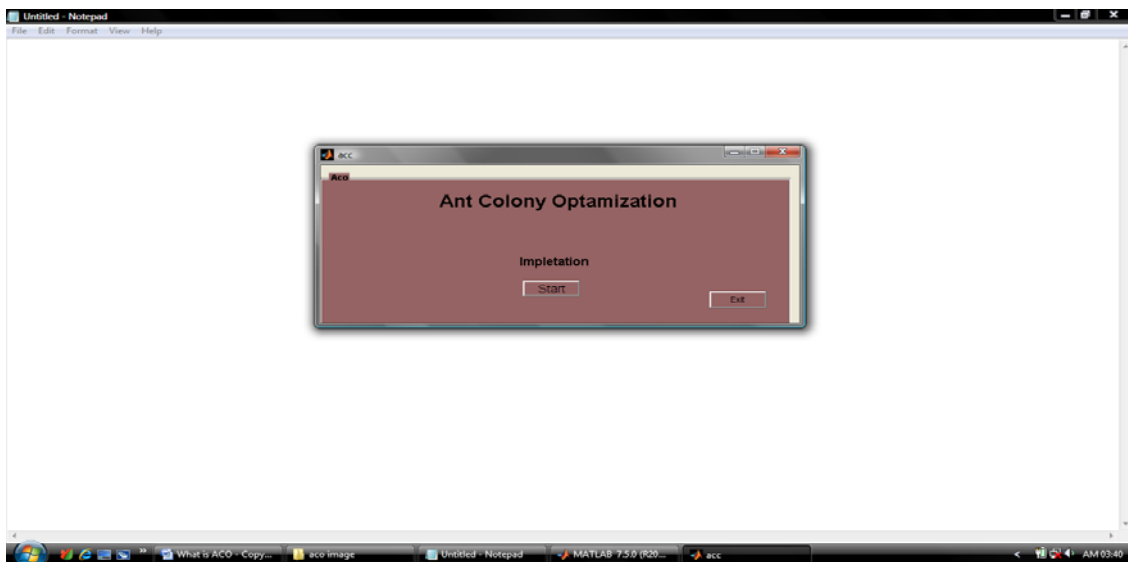 Untitled - Notepad
File Edit Format View Help
acc
Aco
Ant Colony Optamization
Impletation
Start
Exit
What is ACO - Copy...
aco image
Untitled - Notepad
MATLAB 7.5.0 (R20...
acc
AM 03:40